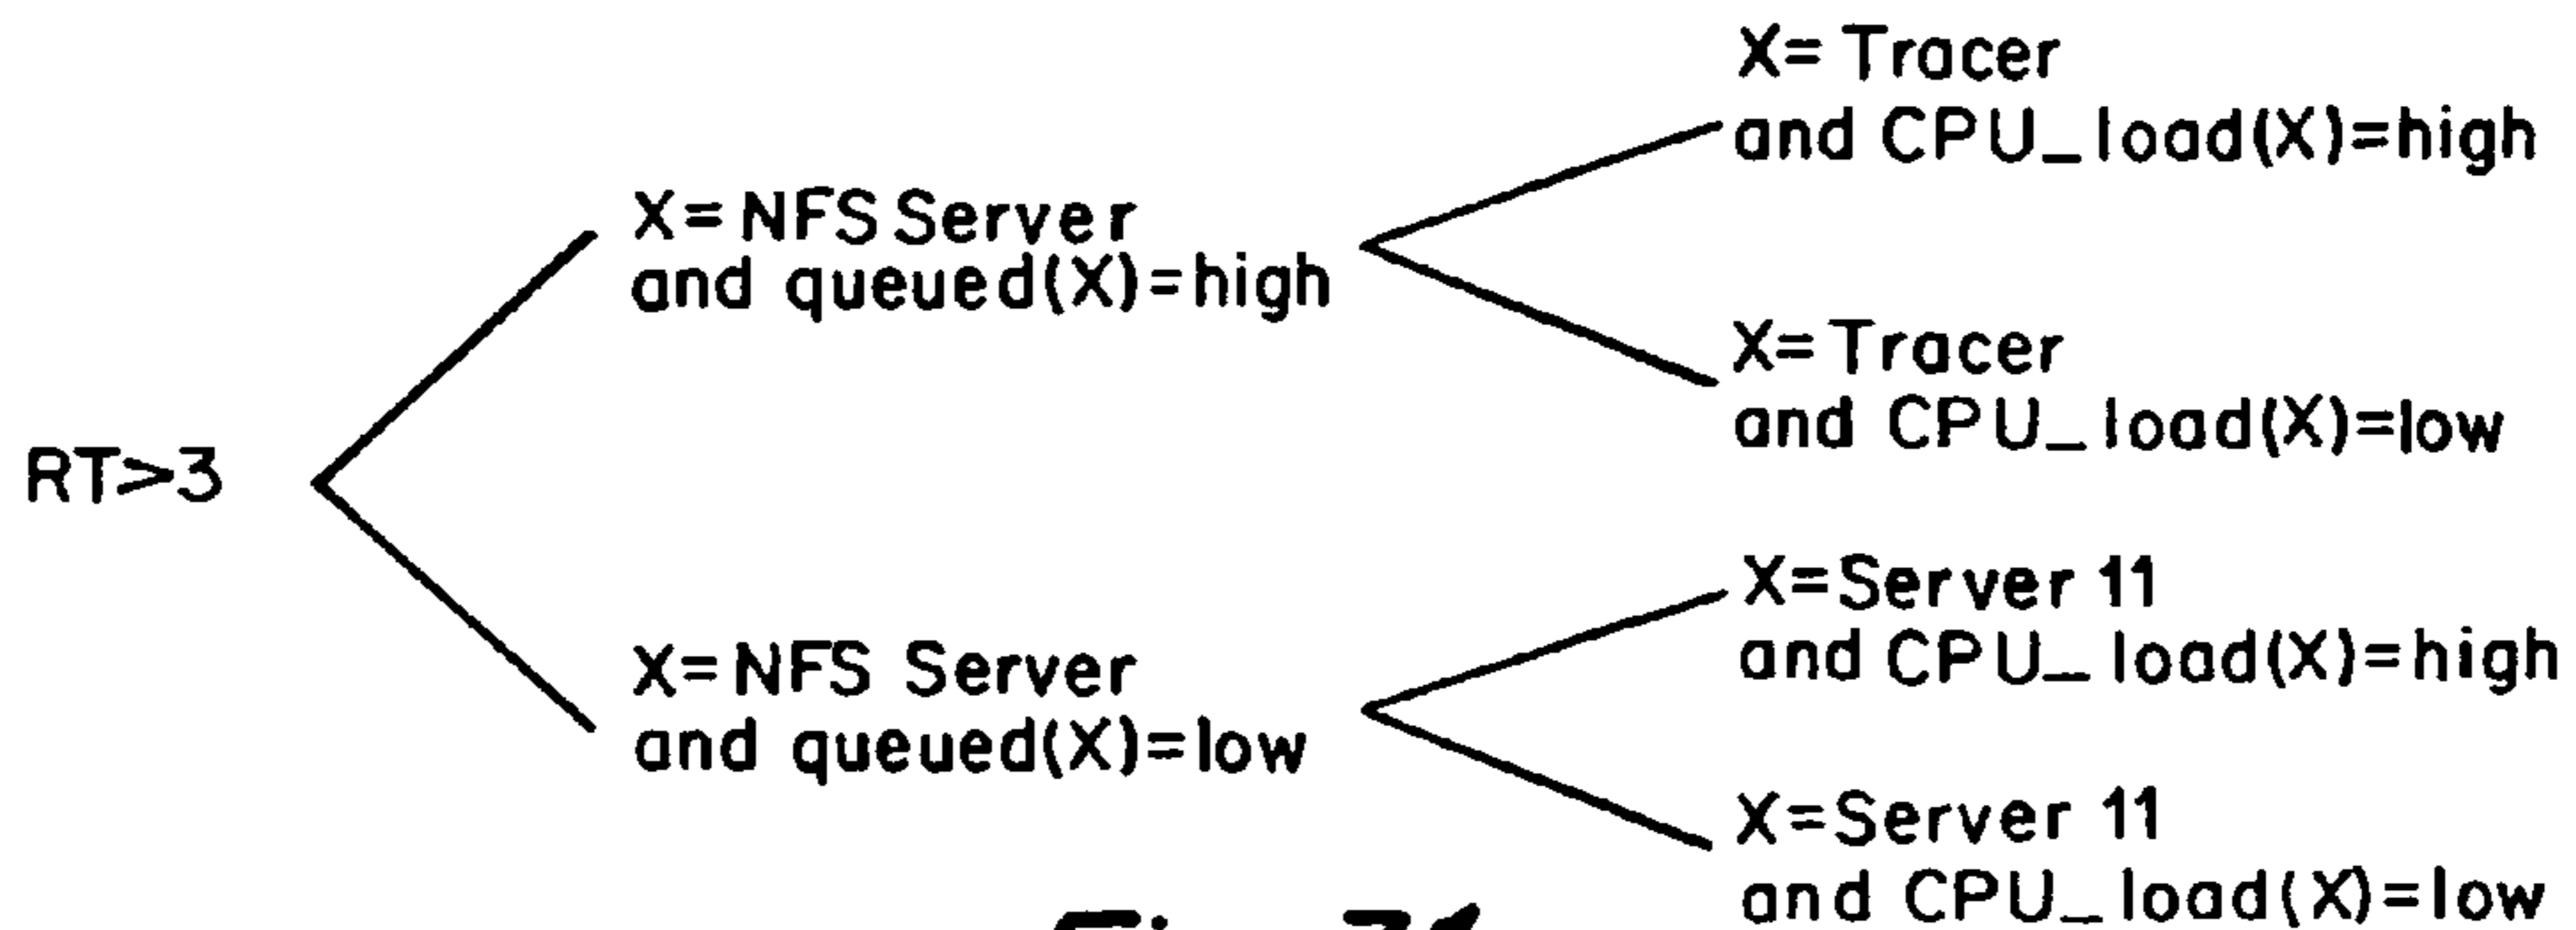 X= Tracer
and CPU_load(X)=high
X=NFS Server
and queued(X)=high
X= Tracer
and CPU_load(X)=low
RT>3
X=Server 11
and CPU_load(X)=high
X=NFS Server
and queued(X)=low
X=Server 11
and CPU_load(X)=low